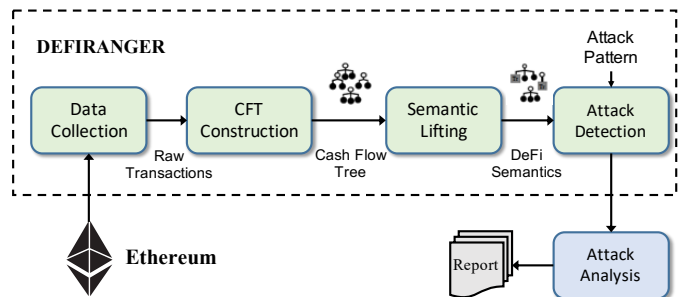 DEFIRANGER
Attack
Pattern
Data
Collection
CFT
Construction
Semantic
Lifting
Attack
Detection
Raw
Transactions
Cash Flow
Tree
DeFi
Semantics
Ethereum
Report
Attack
Analysis